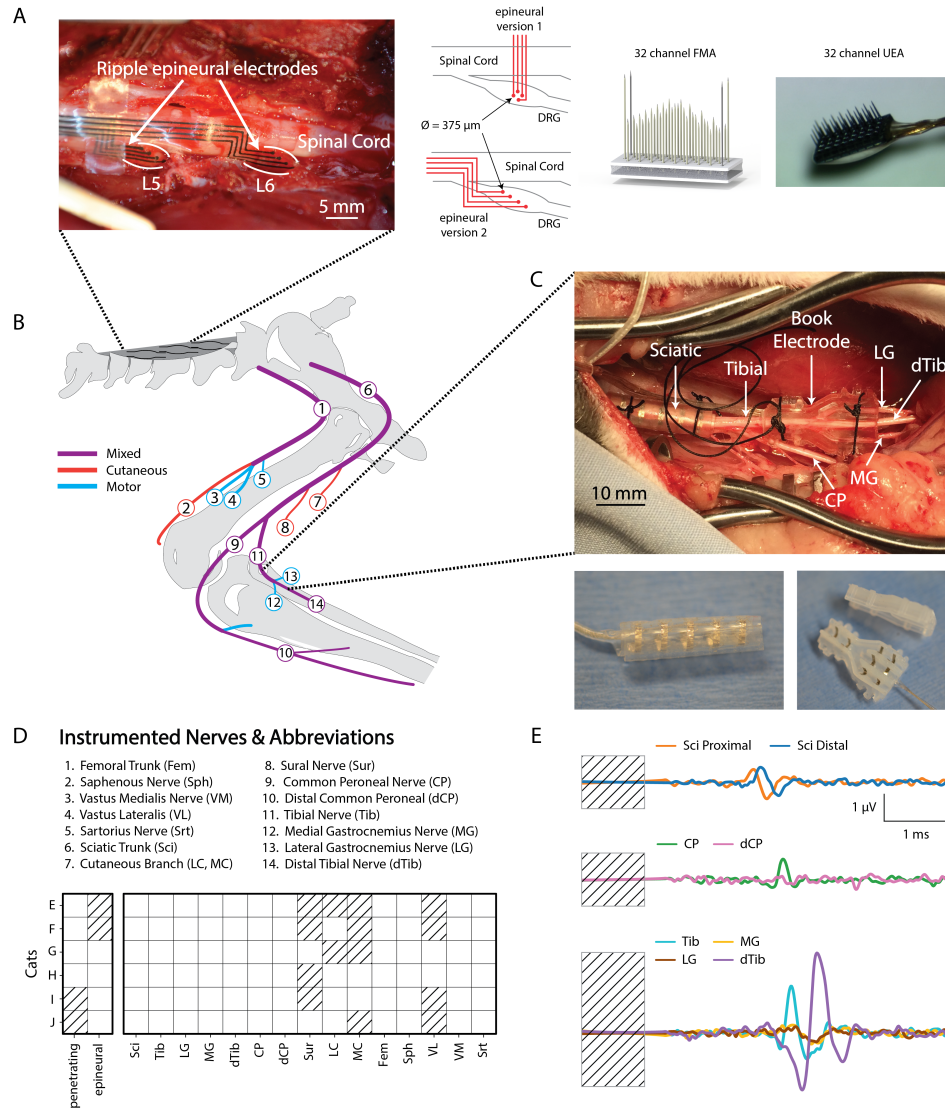 A
Ripple epineural electrodes
Spinal Cord
L5
L6
5 mm
epineural
version 1
Spinal Cord
DRG
Ø = 375 µm
Spinal Cord
DRG
epineural
version 2
32 channel FMA
32 channel UEA
B
6
1
Mixed
Cutaneous
Motor
5
3
4
2
7
8
9
11
13
12
14
10
C
Book
Electrode
Sciatic
Tibial
LG
dTib
MG
CP
10 mm
D
Instrumented Nerves & Abbreviations
1. Femoral Trunk (Fem)
2. Saphenous Nerve (Sph)
3. Vastus Medialis Nerve (VM)
4. Vastus Lateralis (VL)
5. Sartorius Nerve (Srt)
6. Sciatic Trunk (Sci)
7. Cutaneous Branch (LC, MC)
8. Sural Nerve (Sur)
9. Common Peroneal Nerve (CP)
10. Distal Common Peroneal (dCP)
11. Tibial Nerve (Tib)
12. Medial Gastrocnemius Nerve (MG)
13. Lateral Gastrocnemius Nerve (LG)
14. Distal Tibial Nerve (dTib)
Cats
E
F
G
H
I
J
penetrating
epineural
Sci
Tib
LG
MG
dTib
CP
dCP
Sur
LC
MC
Fem
Sph
VL
VM
Srt
E
Sci Proximal
Sci Distal
1 µV
1 ms
CP
dCP
Tib
MG
LG
dTib